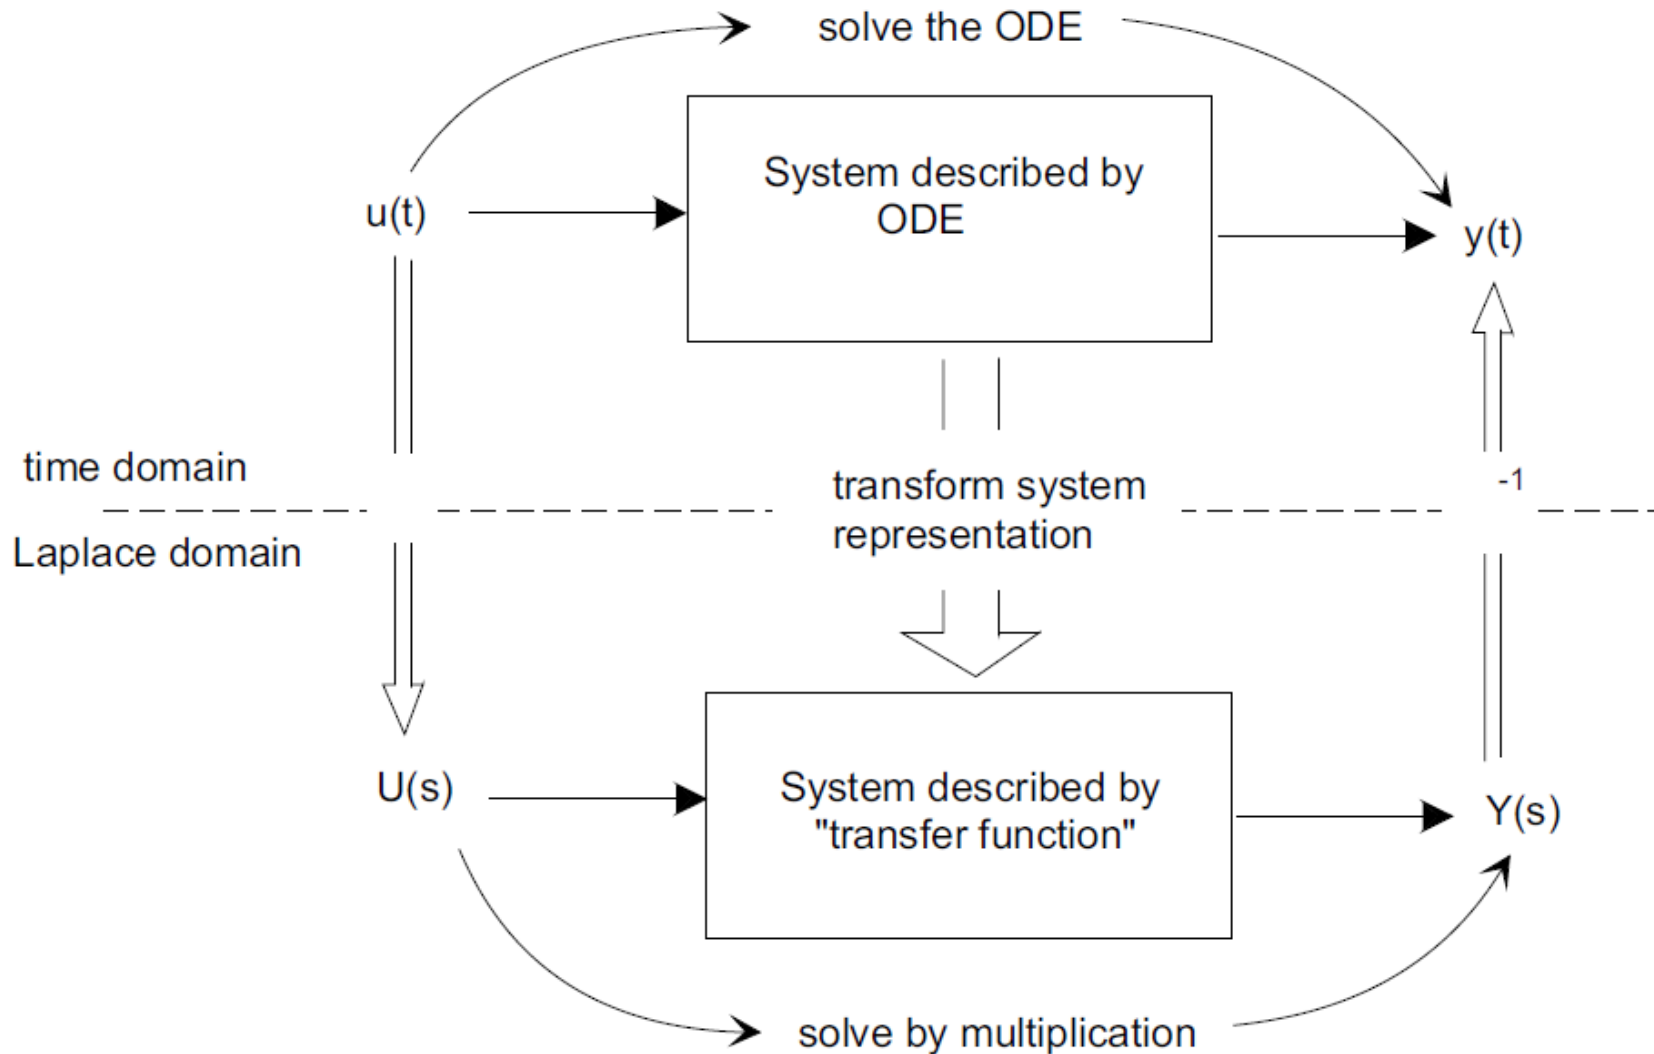 solve the ODE
System described by
ODE
u(t)
y(t)
time domain
transform system
representation
-1
Laplace domain
U(s)
System described by
"transfer function"
Y(s)
solve by multiplication